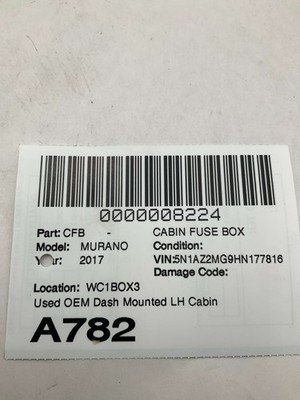 0000008224
Part: CFB - CABIN FUSE BOX
Model: MURANO Condition:
Year: 2017 VIN:5N1AZ2MG9HN177816
Damage Code:
Location: WC1BOX3
Used OEM Dash Mounted LH Cabin
A782